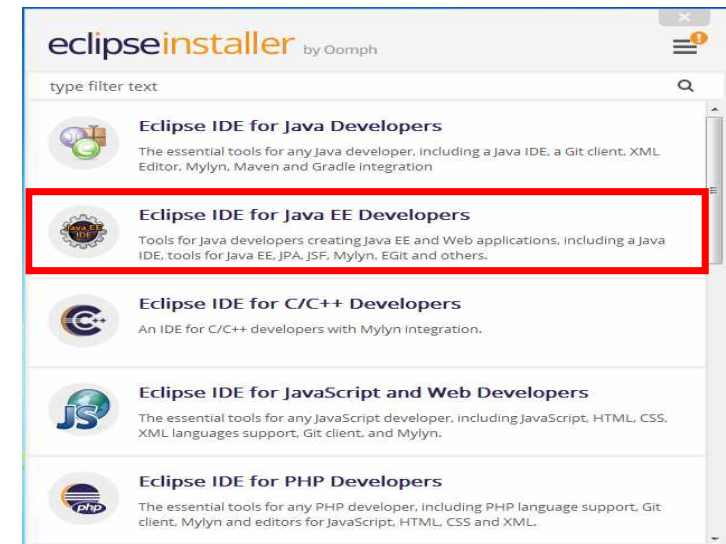 eclipseinstaller by Oomph
type filter text
Eclipse IDE for Java Developers
The essential tools for any Java developer, including a Java IDE, a Git client, XML
Editor, Mylyn, Maven and Gradle integration
Java EE
IDE
Eclipse IDE for Java EE Developers
Tools for Java developers creating Java EE and Web applications, including a Java
IDE, tools for Java EE, JPA, JSF, Mylyn, EGit and others.
C++
Eclipse IDE for C/C++ Developers
An IDE for C/C++ developers with Mylyn integration.
JS
Eclipse IDE for JavaScript and Web Developers
The essential tools for any JavaScript developer, including JavaScript, HTML, CSS,
XML languages support, Git client, and Mylyn.
php
Eclipse IDE for PHP Developers
The essential tools for any PHP developer, including PHP language support, Git
client, Mylyn and editors for JavaScript, HTML, CSS and XML.